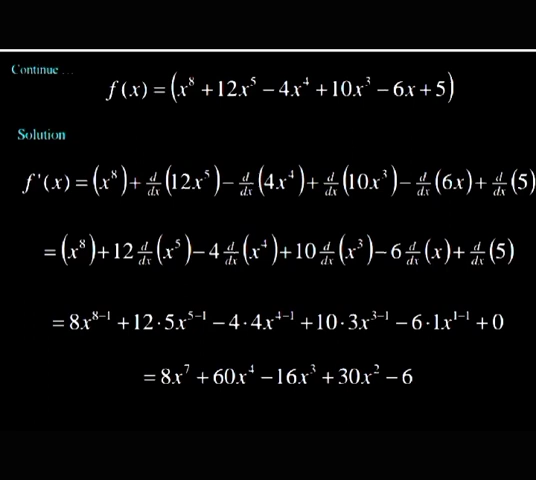 Continue ...
f(x) = (x⁸ + 12x⁵ − 4x⁴ + 10x³ − 6x + 5)
Solution
f'(x) = (x⁸) + d/dx (12x⁵) − d/dx (4x⁴) + d/dx (10x³) − d/dx (6x) + d/dx (5)
= (x⁸) + 12 d/dx (x⁵) − 4 d/dx (x⁴) + 10 d/dx (x³) − 6 d/dx (x) + d/dx (5)
= 8x⁸⁻¹ + 12·5x⁵⁻¹ − 4·4x⁴⁻¹ + 10·3x³⁻¹ − 6·1x¹⁻¹ + 0
= 8x⁷ + 60x⁴ − 16x³ + 30x² − 6